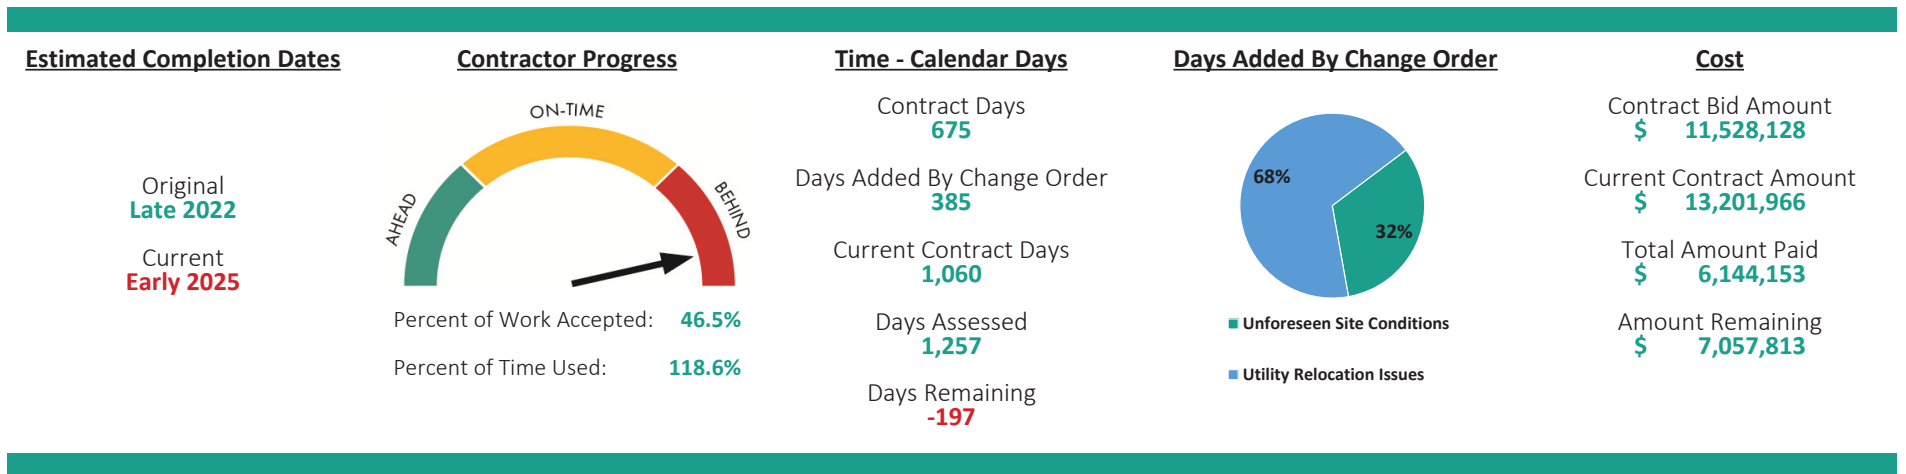 Estimated Completion Dates
Original
Late 2022
Current
Early 2025
Contractor Progress
ON-TIME
AHEAD
BEHIND
Percent of Work Accepted: 46.5%
Percent of Time Used: 118.6%
Time - Calendar Days
Contract Days
675
Days Added By Change Order
385
Current Contract Days
1,060
Days Assessed
1,257
Days Remaining
-197
Days Added By Change Order
68%
32%
Unforeseen Site Conditions
Utility Relocation Issues
Cost
Contract Bid Amount
$ 11,528,128
Current Contract Amount
$ 13,201,966
Total Amount Paid
$ 6,144,153
Amount Remaining
$ 7,057,813